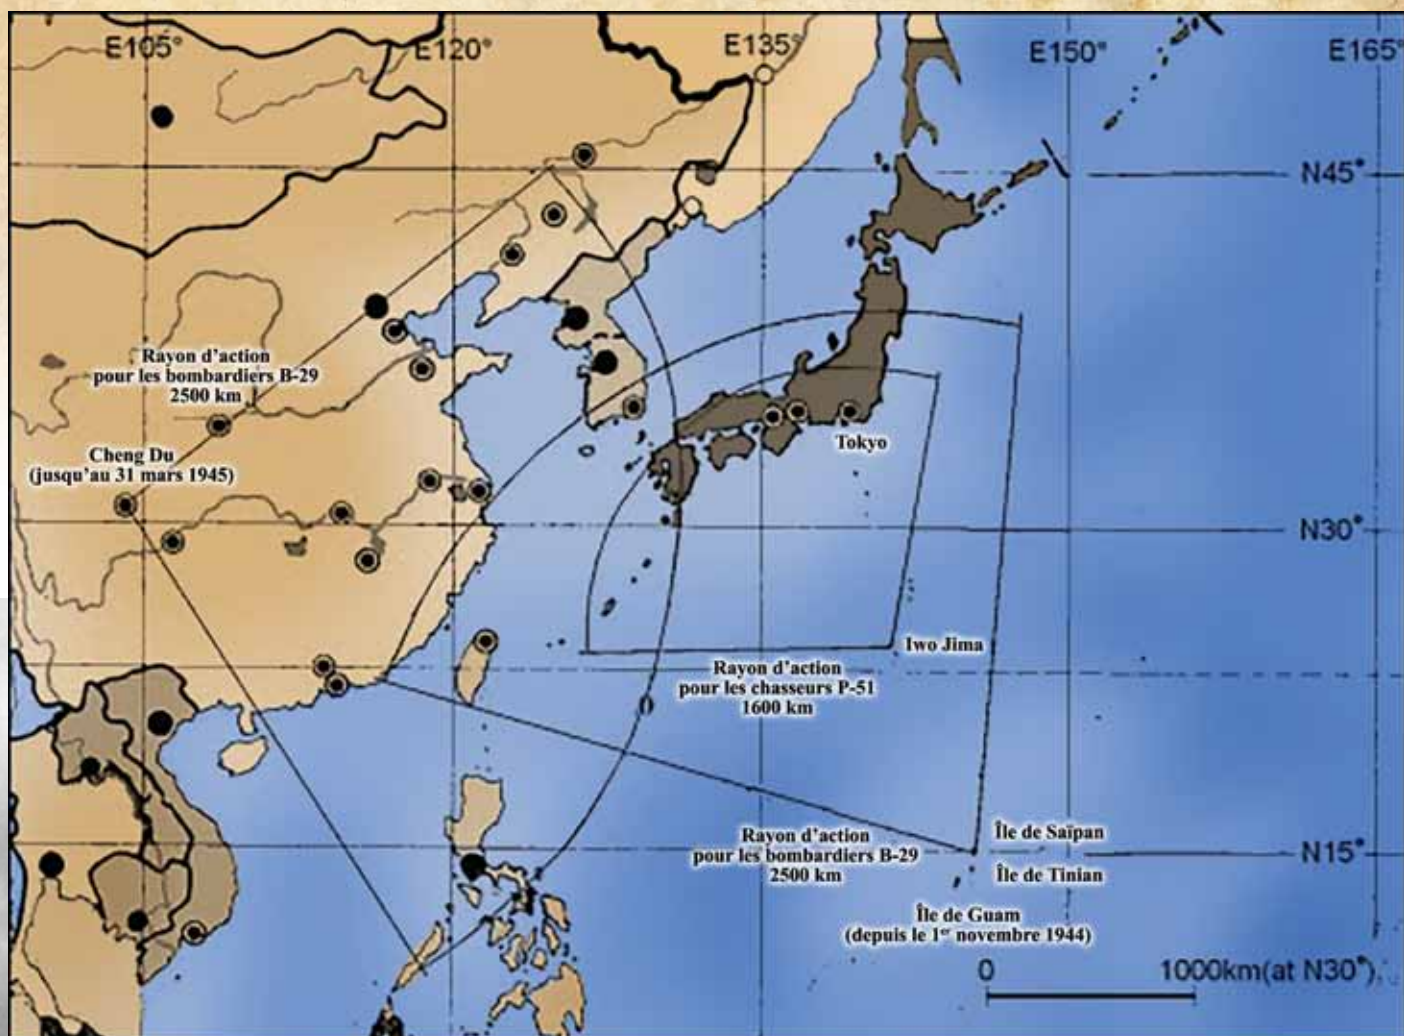 E105°
E120°
E135°
E150°
E165°
N45°
Rayon d'action
pour les bombardiers B-29
2500 km
Cheng Du
(jusqu'au 31 mars 1945)
Tokyo
N30°
Iwo Jima
Rayon d'action
pour les chasseurs P-51
1600 km
Rayon d'action
pour les bombardiers B-29
2500 km
Île de Saïpan
N15°
Île de Tinian
Île de Guam
(depuis le 1er novembre 1944)
0
1000km(at N30°)